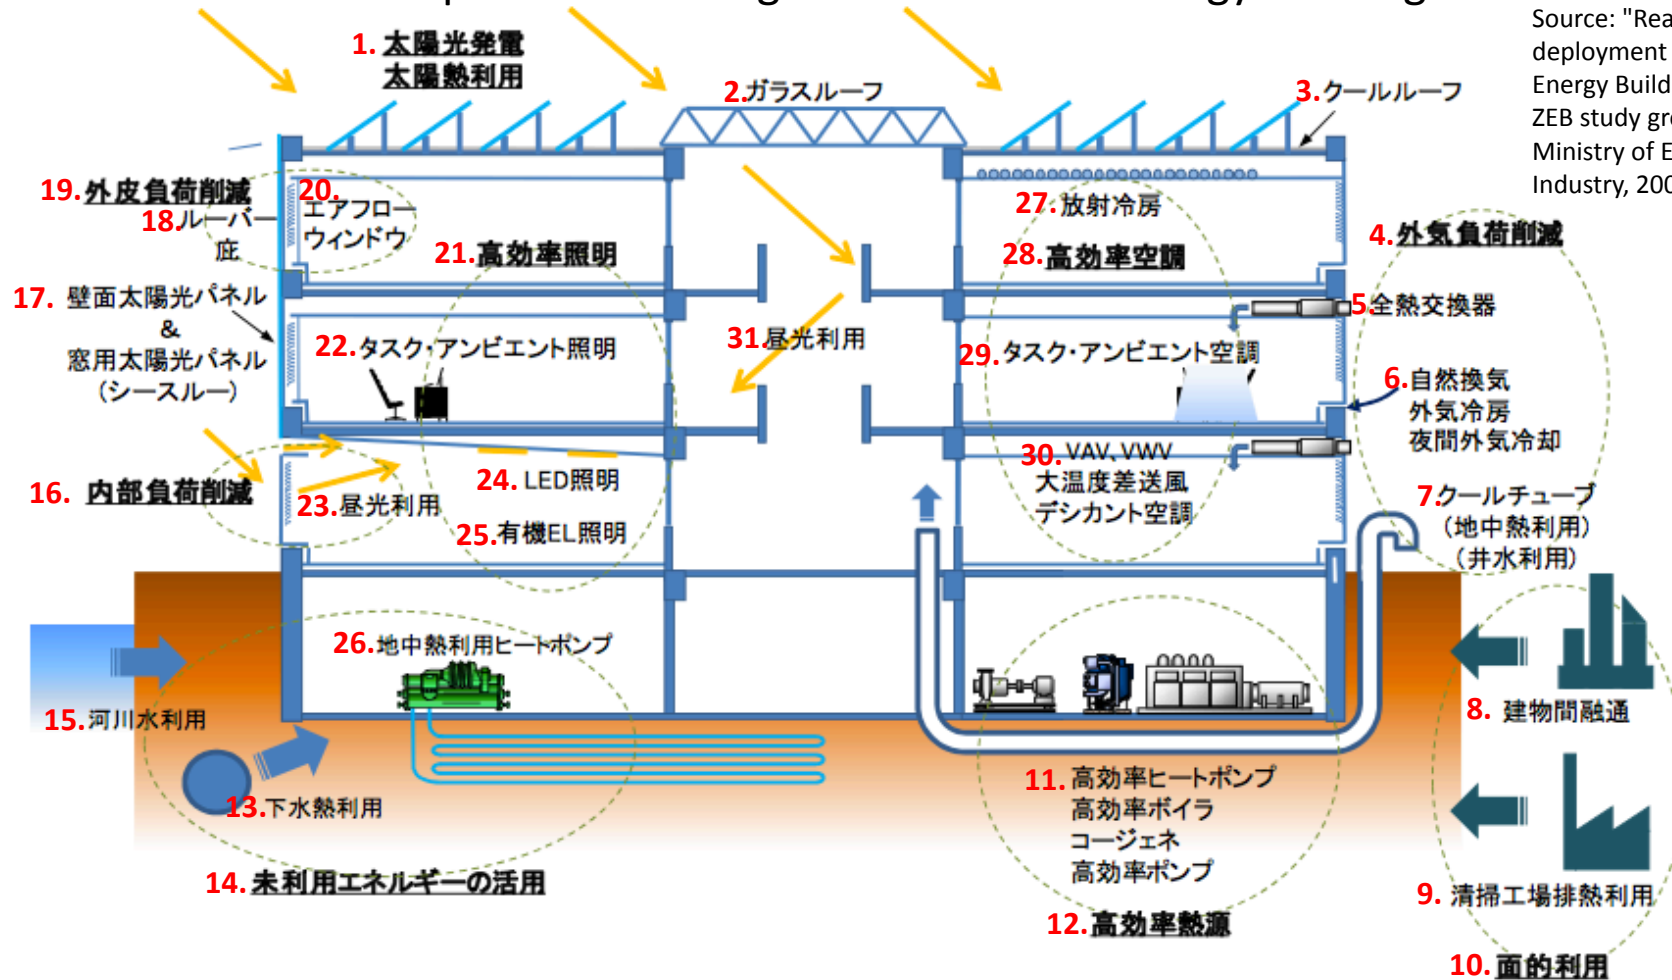 Source: "Rea
deployment
Energy Build
ZEB study gro
Ministry of E
Industry, 200
1. 太陽光発電
太陽熱利用
2. ガラスルーフ
3. クールルーフ
4. 外気負荷削減
5. 全熱交換器
6. 自然換気
外気冷房
夜間外気冷却
7. クールチューブ
(地中熱利用)
(井水利用)
8. 建物間融通
9. 清掃工場排熱利用
10. 面的利用
11. 高効率ヒートポンプ
高効率ボイラ
コージェネ
高効率ポンプ
12. 高効率熱源
13. 下水熱利用
14. 未利用エネルギーの活用
15. 河川水利用
16. 内部負荷削減
17. 壁面太陽光パネル
&
窓用太陽光パネル
(シースルー)
18. ルーバー
庇
19. 外皮負荷削減
20. エアフロー
ウィンドウ
21. 高効率照明
22. タスク・アンビエント照明
23. 昼光利用
24. LED照明
25. 有機EL照明
26. 地中熱利用ヒートポンプ
27. 放射冷房
28. 高効率空調
29. タスク・アンビエント空調
30. VAV、VWV
大温度差送風
デシカント空調
31. 昼光利用